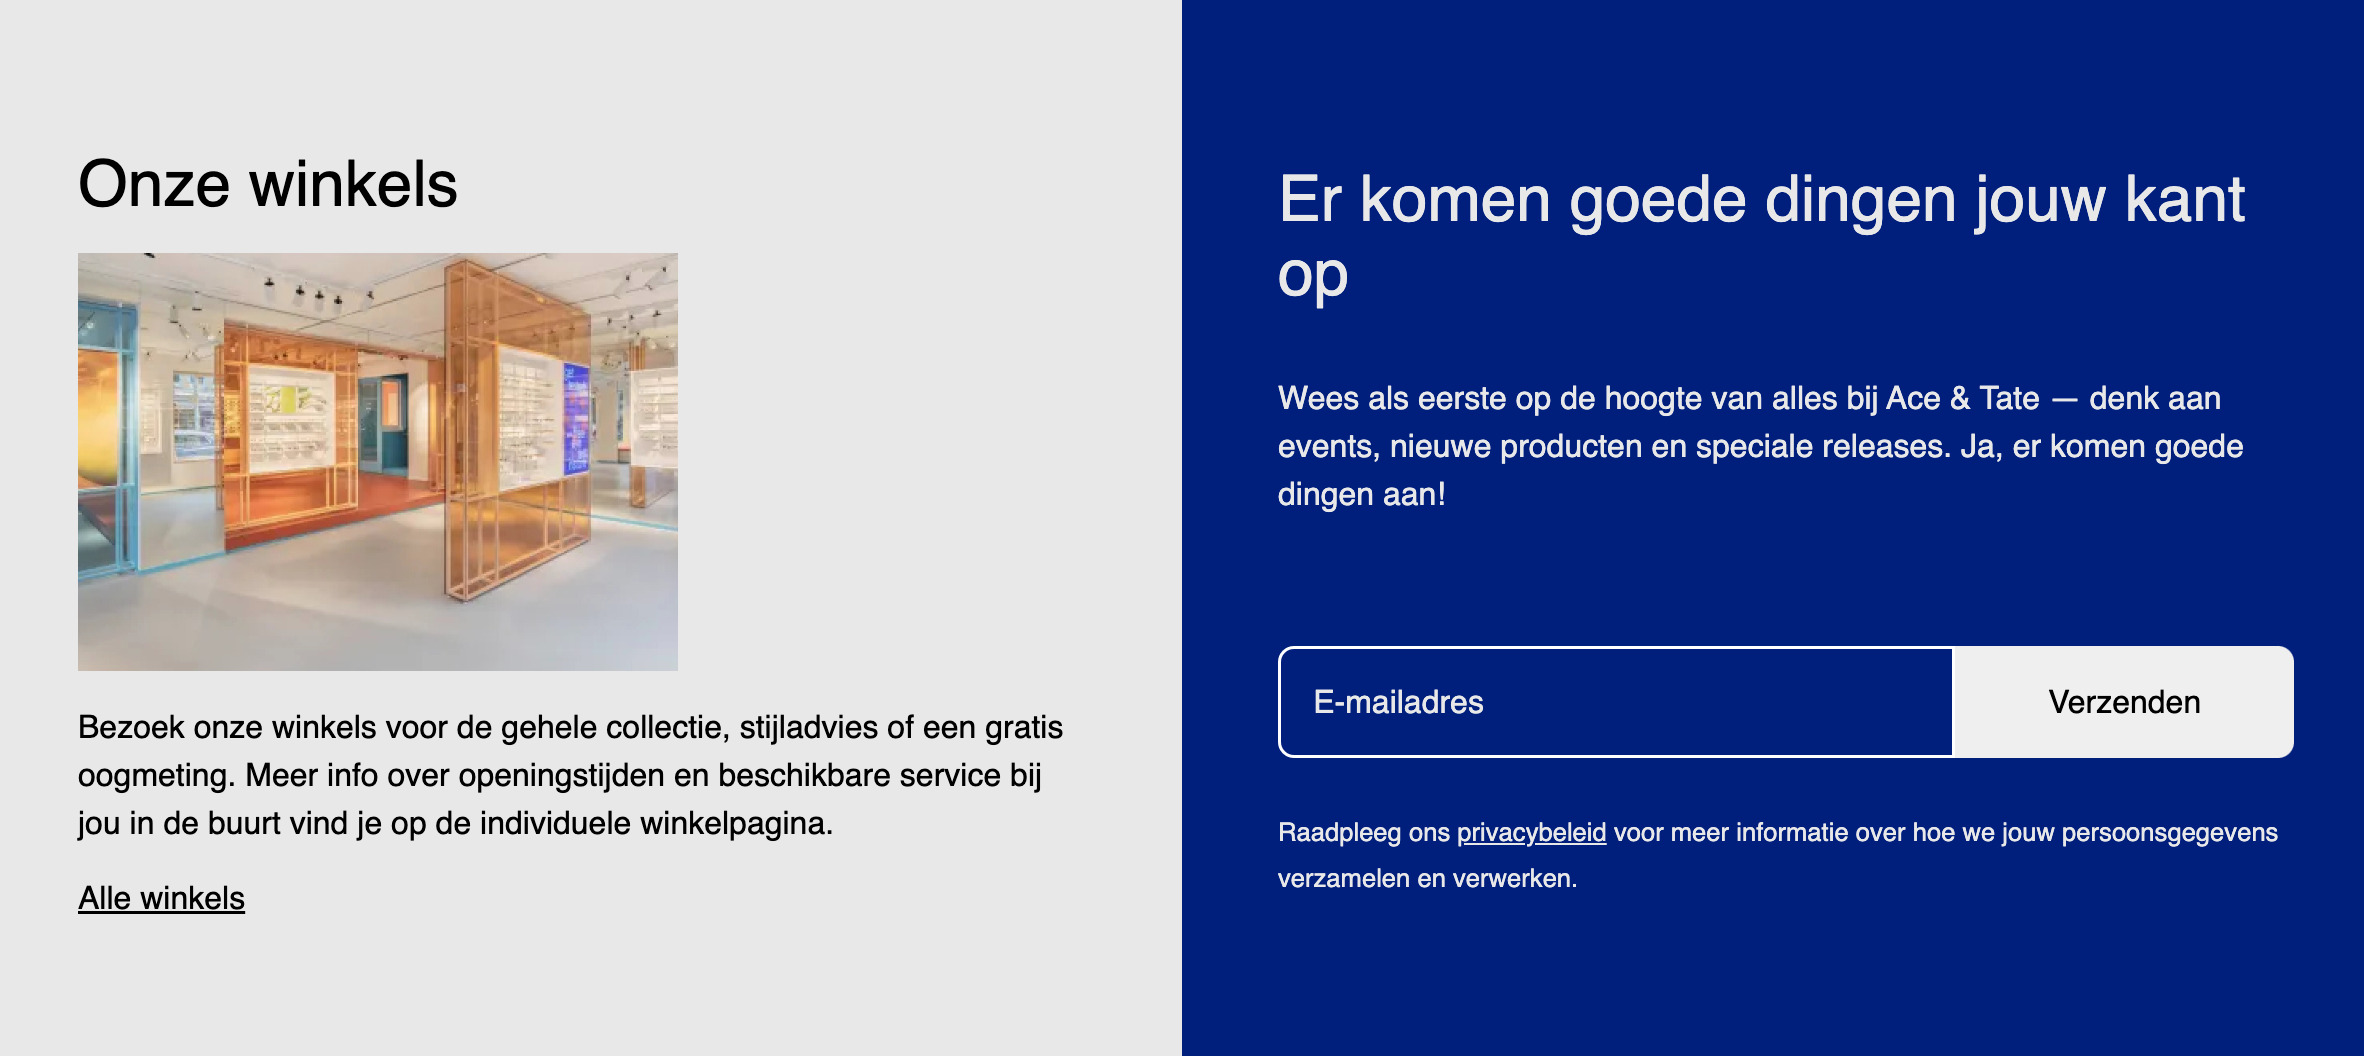 Onze winkels
Bezoek onze winkels voor de gehele collectie, stijladvies of een gratis
oogmeting. Meer info over openingstijden en beschikbare service bij
jou in de buurt vind je op de individuele winkelpagina.
Alle winkels
Er komen goede dingen jouw kant
op
Wees als eerste op de hoogte van alles bij Ace & Tate — denk aan
events, nieuwe producten en speciale releases. Ja, er komen goede
dingen aan!
E-mailadres
Verzenden
Raadpleeg ons privacybeleid voor meer informatie over hoe we jouw persoonsgegevens
verzamelen en verwerken.